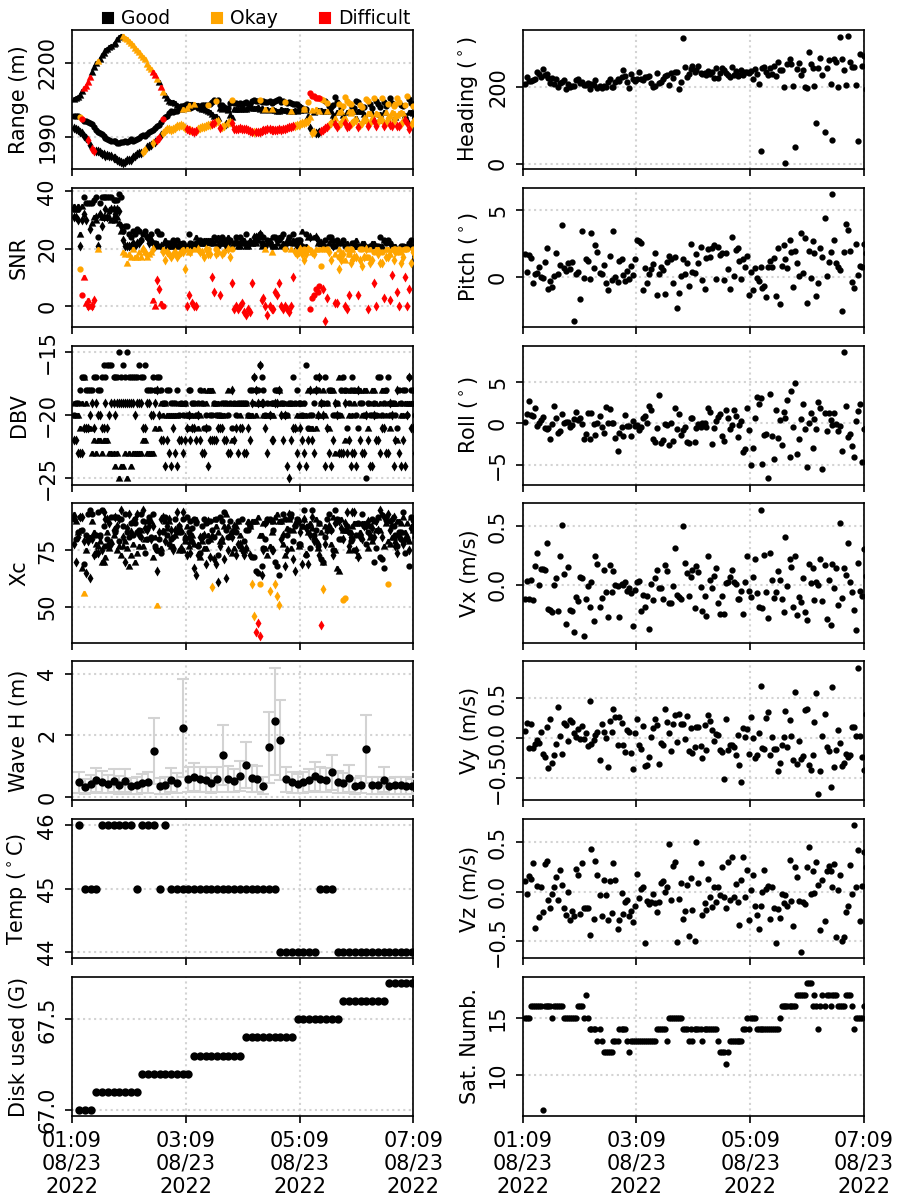 Good Okay Difficult
Range (m)
2200
1990
Heading (°)
200
0
SNR
40
20
0
Pitch (°)
5
0
DBV
−15
−20
−25
Roll (°)
5
0
−5
Xc
75
50
Vx (m/s)
0.5
0.0
Wave H (m)
4
2
0
Vy (m/s)
0.5
0.0
−0.5
Temp (°C)
46
45
44
Vz (m/s)
0.5
0.0
−0.5
Disk used (G)
67.5
67.0
Sat. Numb.
15
10
01:09 03:09 05:09 07:09 01:09 03:09 05:09 07:09
08/23 08/23 08/23 08/23 08/23 08/23 08/23 08/23
2022 2022 2022 2022 2022 2022 2022 2022